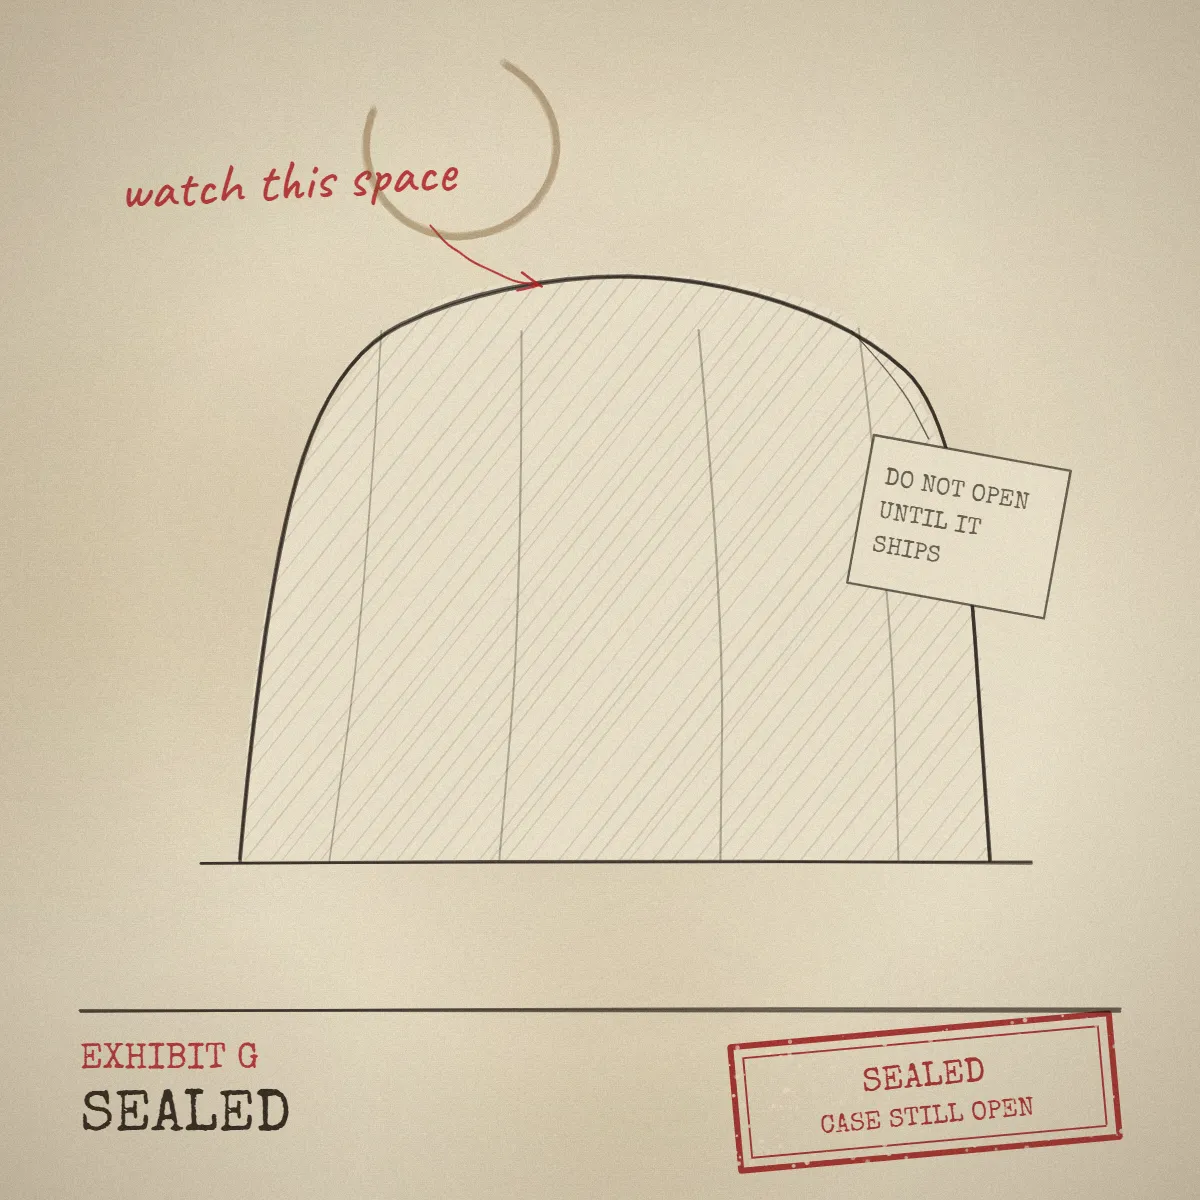 watch this space
DO NOT OPEN
UNTIL IT
SHIPS
EXHIBIT G
SEALED
SEALED
CASE STILL OPEN